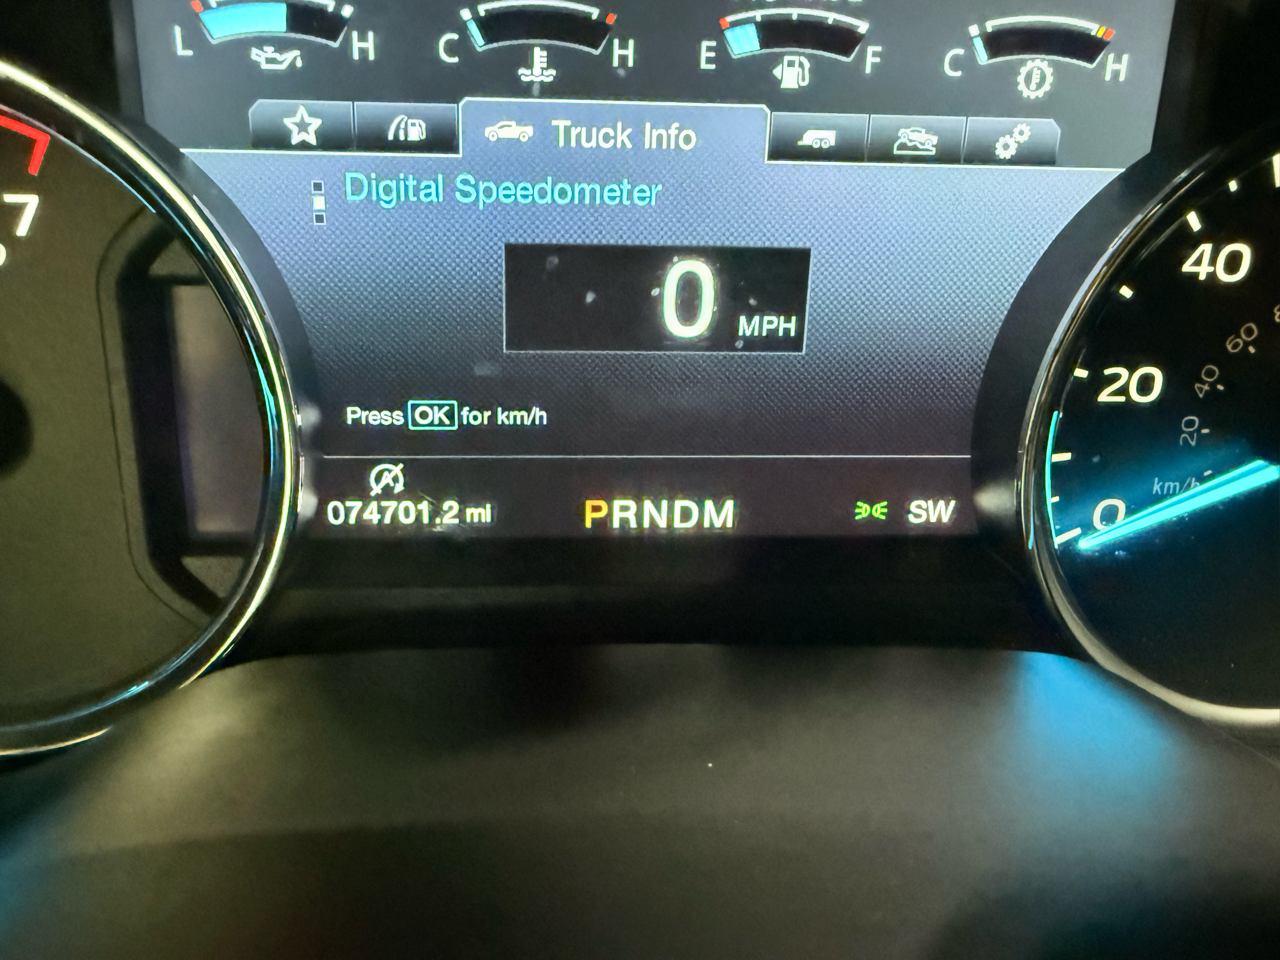 L H C H E F C H
Truck Info
Digital Speedometer
0 MPH
Press OK for km/h
074701.2 mi PRNDM SW
7
40
20
0
60
40
20
km/h